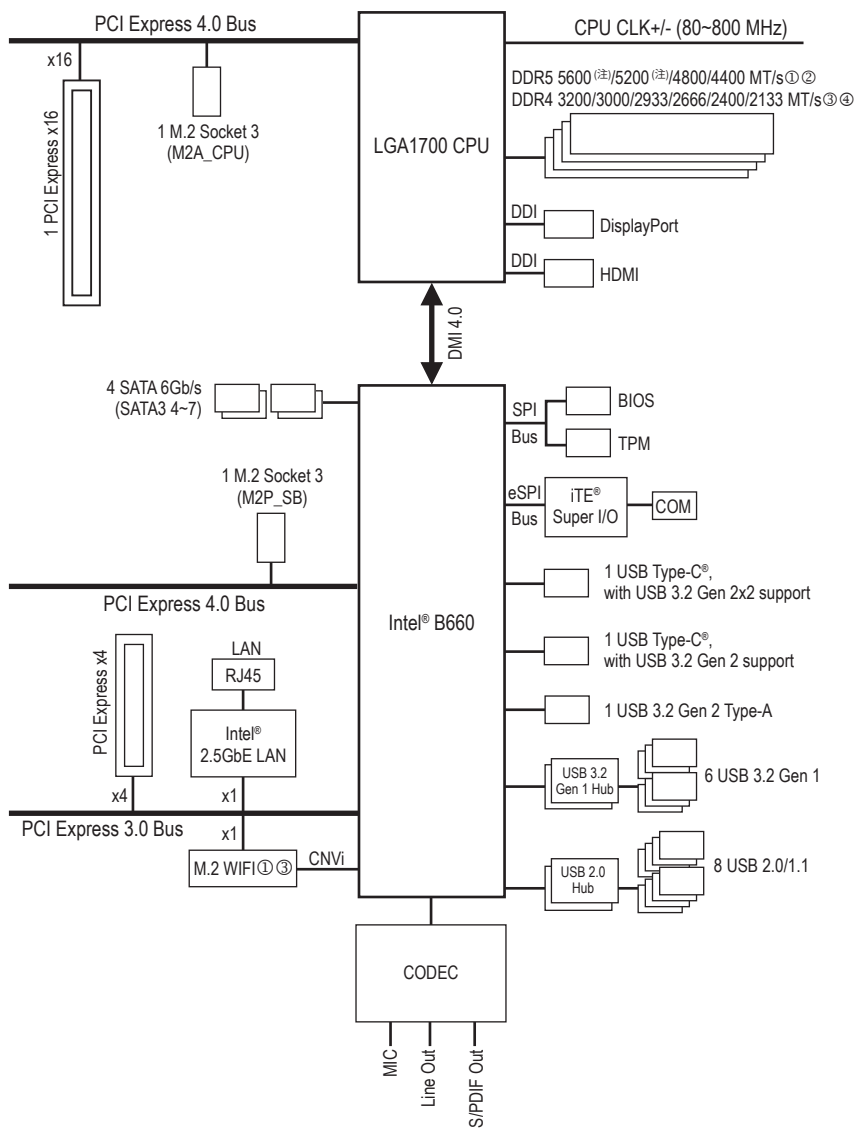 PCI Express 4.0 Bus
CPU CLK+/- (80~800 MHz)
x16
1 PCI Express x16
1 M.2 Socket 3
(M2A_CPU)
LGA1700 CPU
DDR5 5600 (注)/5200 (注)/4800/4400 MT/s①②
DDR4 3200/3000/2933/2666/2400/2133 MT/s③④
DDI
DisplayPort
DDI
HDMI
DMI 4.0
4 SATA 6Gb/s
(SATA3 4~7)
SPI
Bus
BIOS
TPM
1 M.2 Socket 3
(M2P_SB)
eSPI
Bus
iTE®
Super I/O
COM
PCI Express 4.0 Bus
Intel® B660
1 USB Type-C®,
with USB 3.2 Gen 2x2 support
1 USB Type-C®,
with USB 3.2 Gen 2 support
1 USB 3.2 Gen 2 Type-A
PCI Express x4
LAN
RJ45
Intel®
2.5GbE LAN
x4
x1
USB 3.2
Gen 1 Hub
6 USB 3.2 Gen 1
PCI Express 3.0 Bus
x1
M.2 WIFI①③
CNVi
USB 2.0
Hub
8 USB 2.0/1.1
CODEC
MIC
Line Out
S/PDIF Out